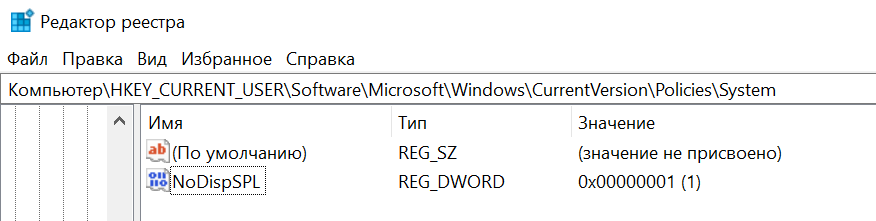 Редактор реестра
Файл Правка Вид Избранное Справка
Компьютер\HKEY_CURRENT_USER\Software\Microsoft\Windows\CurrentVersion\Policies\System
Имя Тип Значение
ab (По умолчанию) REG_SZ (значение не присвоено)
NoDispSPL REG_DWORD 0x00000001 (1)